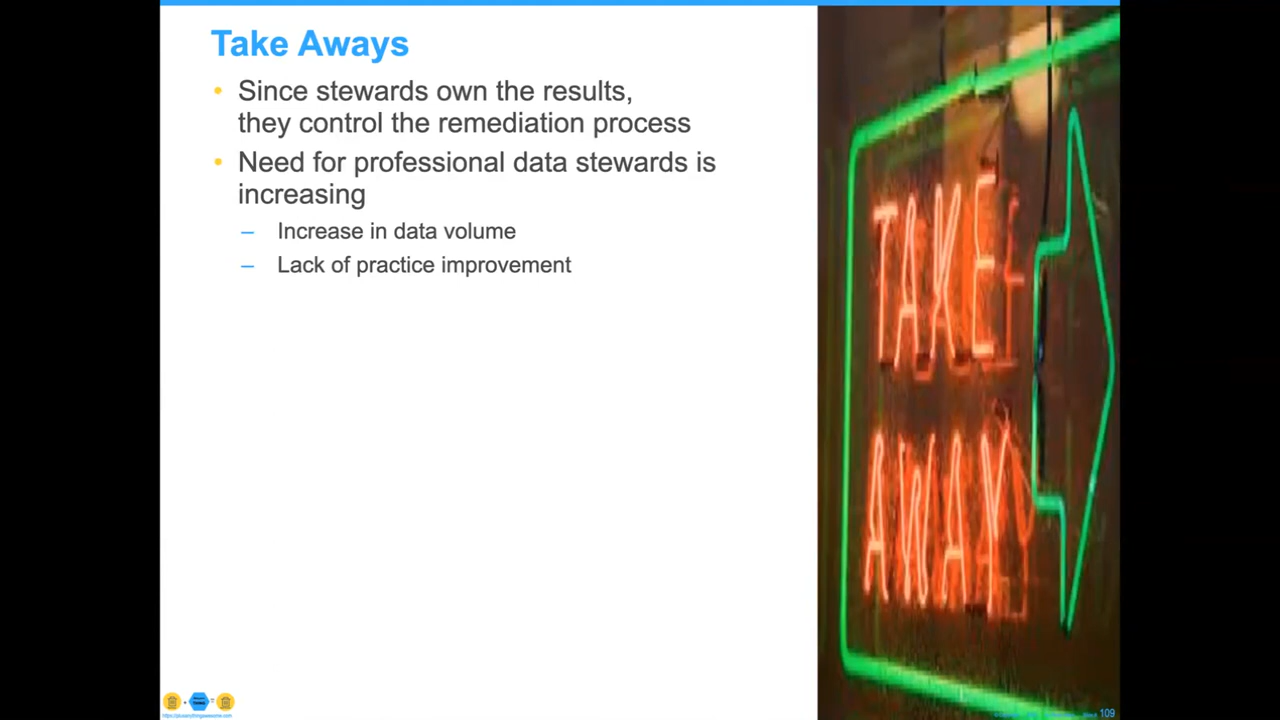 Take Aways
• Since stewards own the results,
they control the remediation process
• Need for professional data stewards is
increasing
– Increase in data volume
– Lack of practice improvement
TAKE
AWAY
109